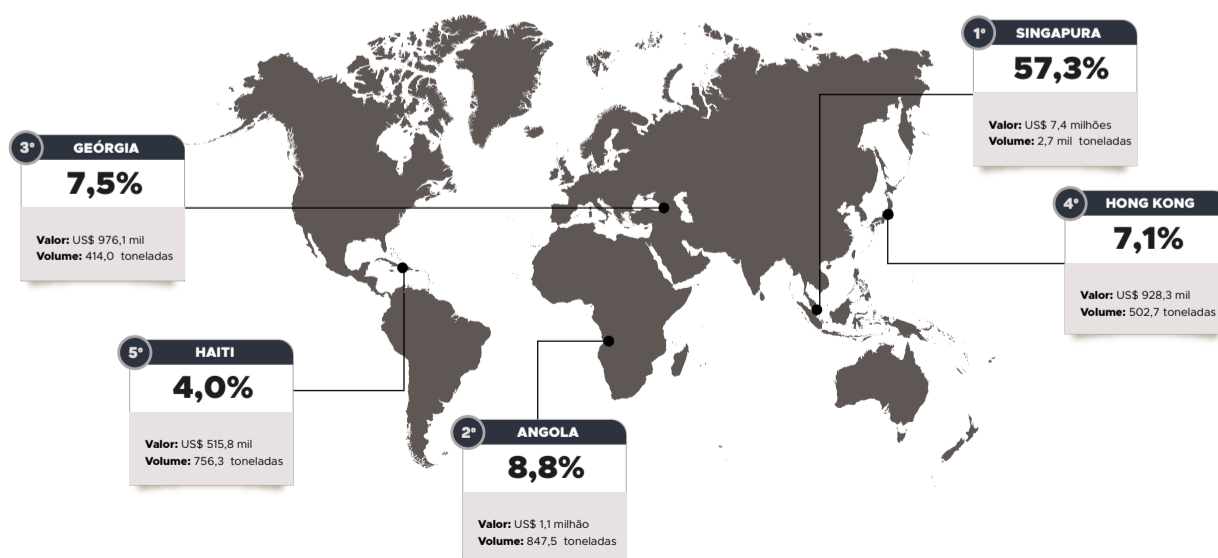 1º SINGAPURA
57,3%
Valor: US$ 7,4 milhões
Volume: 2,7 mil toneladas
3º GEÓRGIA
7,5%
Valor: US$ 976,1 mil
Volume: 414,0 toneladas
4º HONG KONG
7,1%
Valor: US$ 928,3 mil
Volume: 502,7 toneladas
5º HAITI
4,0%
Valor: US$ 515,8 mil
Volume: 756,3 toneladas
2º ANGOLA
8,8%
Valor: US$ 1,1 milhão
Volume: 847,5 toneladas